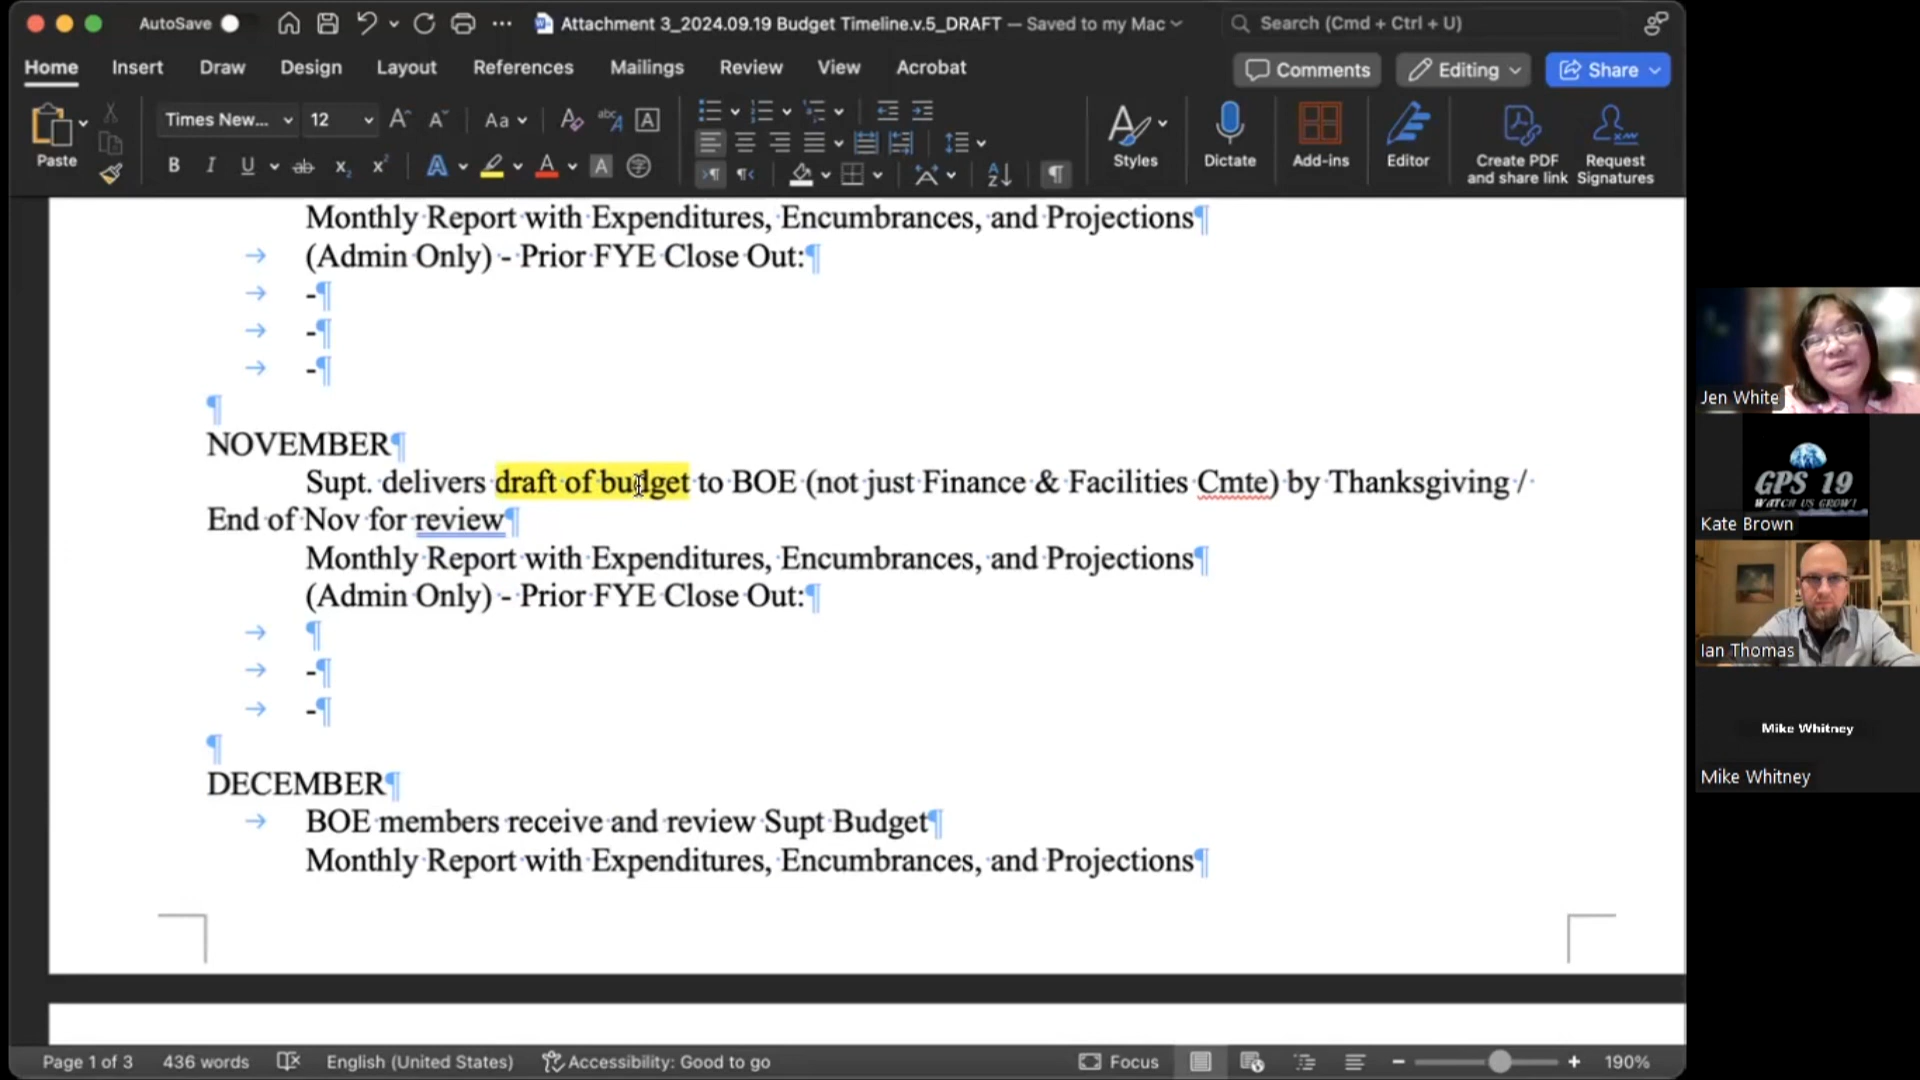 AutoSave
Attachment 3_2024.09.19 Budget Timeline.v.5_DRAFT — Saved to my Mac
Search (Cmd + Ctrl + U)
Home Insert Draw Design Layout References Mailings Review View Acrobat
Comments Editing Share
Paste
Times New... 12
Styles
Dictate
Add-ins
Editor
Create PDF and share link
Request Signatures
Monthly Report with Expenditures, Encumbrances, and Projections¶
(Admin Only) - Prior FYE Close Out:¶
-¶
-¶
-¶
¶
NOVEMBER¶
Supt. delivers draft of budget to BOE (not just Finance & Facilities Cmte) by Thanksgiving /
End of Nov for review¶
Monthly Report with Expenditures, Encumbrances, and Projections¶
(Admin Only) - Prior FYE Close Out:¶
¶
-¶
-¶
¶
DECEMBER¶
BOE members receive and review Supt Budget¶
Monthly Report with Expenditures, Encumbrances, and Projections¶
Page 1 of 3 436 words English (United States) Accessibility: Good to go Focus 190%
Jen White
GPS 19
WATCH US GROW!
Kate Brown
Ian Thomas
Mike Whitney
Mike Whitney